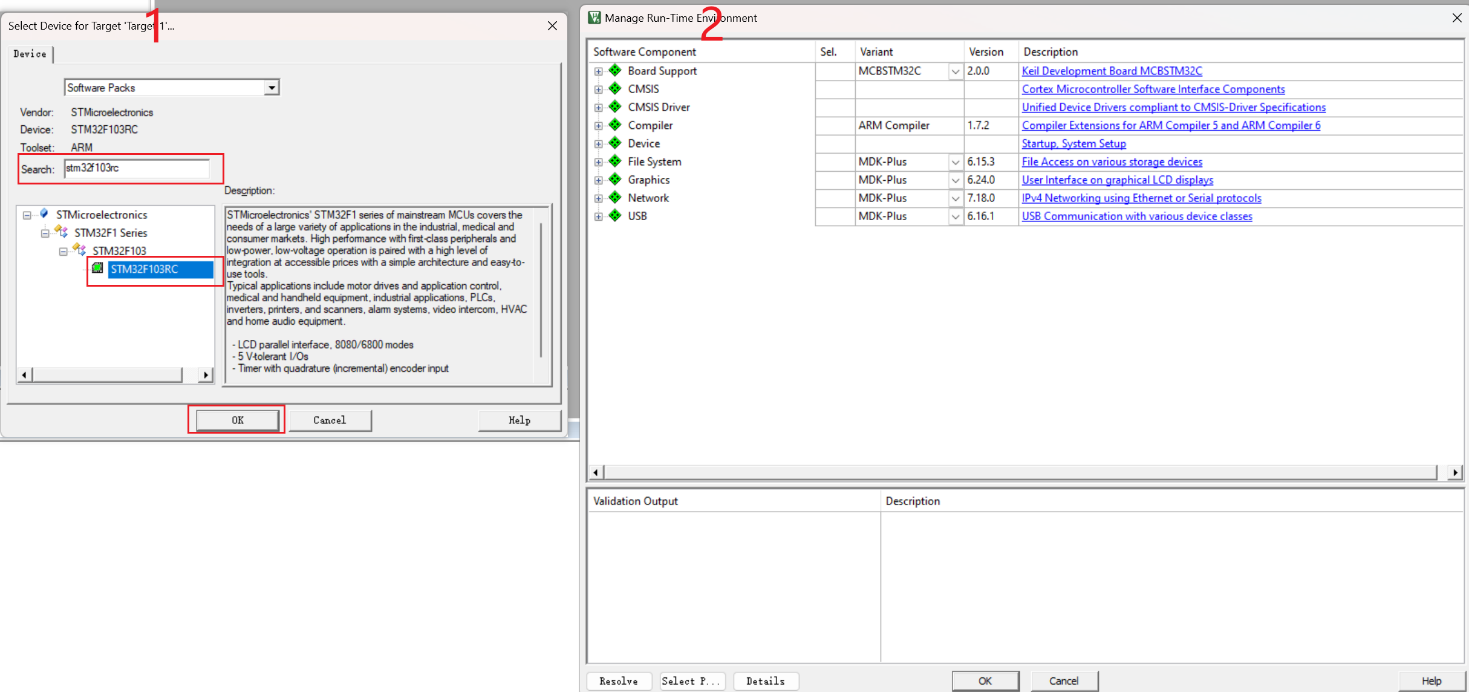 1
Select Device for Target 'Target 1'...
Device
Software Packs
Vendor: STMicroelectronics
Device: STM32F103RC
Toolset: ARM
Search: stm32f103rc
STMicroelectronics
STM32F1 Series
STM32F103
STM32F103RC
Description:
STMicroelectronics' STM32F1 series of mainstream MCUs covers the
needs of a large variety of applications in the industrial, medical and
consumer markets. High performance with first-class peripherals and
low-power, low-voltage operation is paired with a high level of
integration at accessible prices with a simple architecture and easy-to-
use tools.
Typical applications include motor drives and application control,
medical and handheld equipment, industrial applications, PLCs,
inverters, printers, and scanners, alarm systems, video intercom, HVAC
and home audio equipment.
- LCD parallel interface, 8080/6800 modes
- 5 V-tolerant I/Os
- Timer with quadrature (incremental) encoder input
OK Cancel Help
2
Manage Run-Time Environment
Software Component Sel. Variant Version Description
Board Support MCBSTM32C 2.0.0 Keil Development Board MCBSTM32C
CMSIS Cortex Microcontroller Software Interface Components
CMSIS Driver Unified Device Drivers compliant to CMSIS-Driver Specifications
Compiler ARM Compiler 1.7.2 Compiler Extensions for ARM Compiler 5 and ARM Compiler 6
Device Startup, System Setup
File System MDK-Plus 6.15.3 File Access on various storage devices
Graphics MDK-Plus 6.24.0 User Interface on graphical LCD displays
Network MDK-Plus 7.18.0 IPv4 Networking using Ethernet or Serial protocols
USB MDK-Plus 6.16.1 USB Communication with various device classes
Validation Output Description
Resolve Select P... Details OK Cancel Help